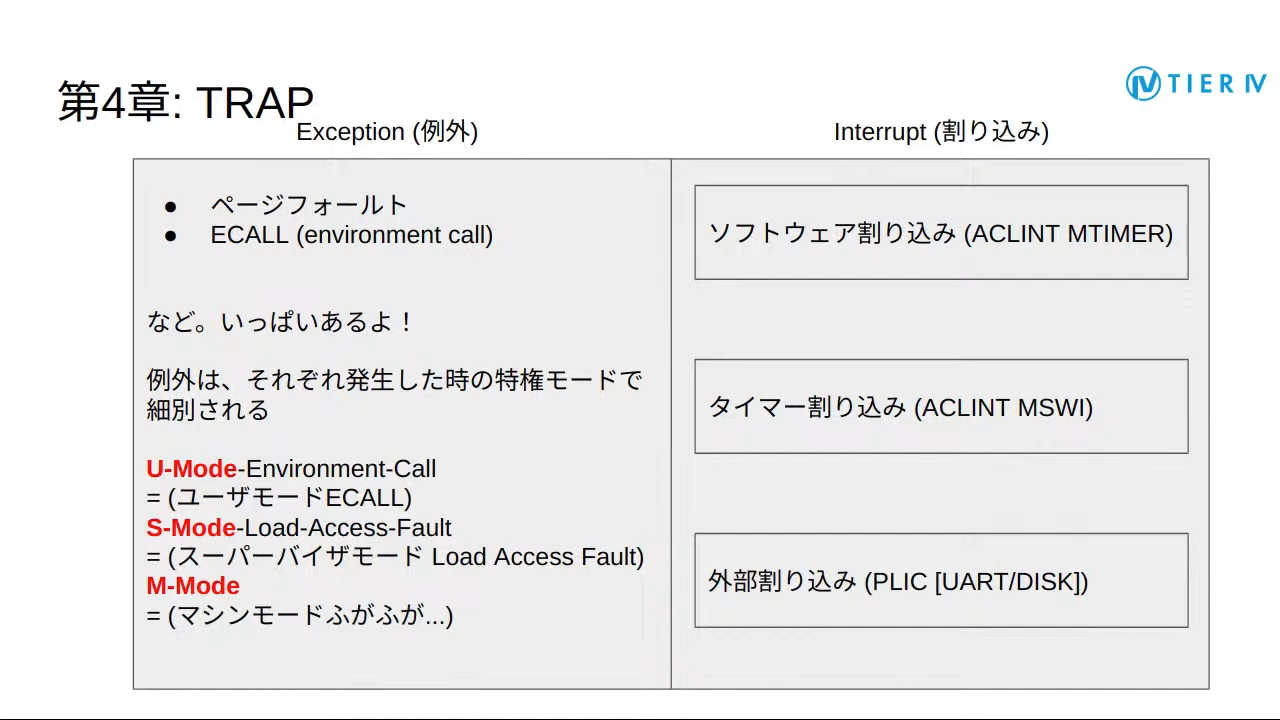 第4章: TRAP
TIER IV
Exception (例外)
Interrupt (割り込み)
● ページフォールト
● ECALL (environment call)
など。いっぱいあるよ！
例外は、それぞれ発生した時の特権モードで
細別される
U-Mode-Environment-Call
= (ユーザモードECALL)
S-Mode-Load-Access-Fault
= (スーパーバイザモード Load Access Fault)
M-Mode
= (マシンモードふがふが...)
ソフトウェア割り込み (ACLINT MTIMER)
タイマー割り込み (ACLINT MSWI)
外部割り込み (PLIC [UART/DISK])